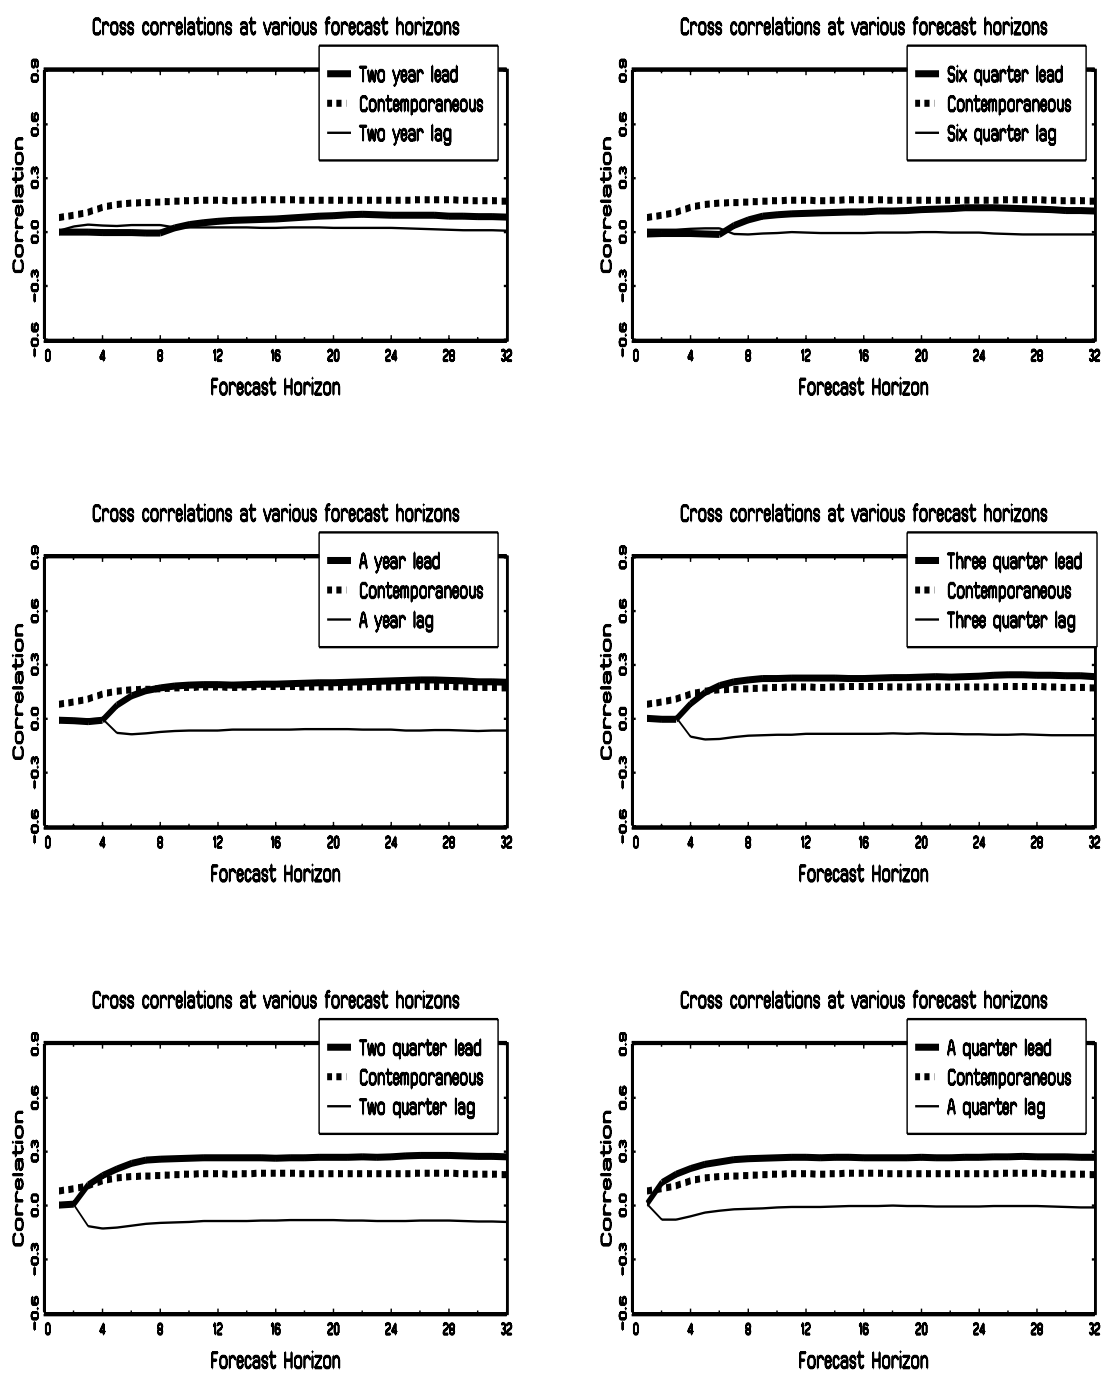 Cross correlations at various forecast horizons
Two year lead
Contemporaneous
Two year lag
Correlation
0.9
0.6
0.3
0.0
-0.3
-0.6
0 4 8 12 16 20 24 28 32
Forecast Horizon
Cross correlations at various forecast horizons
Six quarter lead
Contemporaneous
Six quarter lag
Correlation
0.9
0.6
0.3
0.0
-0.3
-0.6
0 4 8 12 16 20 24 28 32
Forecast Horizon
Cross correlations at various forecast horizons
A year lead
Contemporaneous
A year lag
Correlation
0.9
0.6
0.3
0.0
-0.3
-0.6
0 4 8 12 16 20 24 28 32
Forecast Horizon
Cross correlations at various forecast horizons
Three quarter lead
Contemporaneous
Three quarter lag
Correlation
0.9
0.6
0.3
0.0
-0.3
-0.6
0 4 8 12 16 20 24 28 32
Forecast Horizon
Cross correlations at various forecast horizons
Two quarter lead
Contemporaneous
Two quarter lag
Correlation
0.9
0.6
0.3
0.0
-0.3
-0.6
0 4 8 12 16 20 24 28 32
Forecast Horizon
Cross correlations at various forecast horizons
A quarter lead
Contemporaneous
A quarter lag
Correlation
0.9
0.6
0.3
0.0
-0.3
-0.6
0 4 8 12 16 20 24 28 32
Forecast Horizon